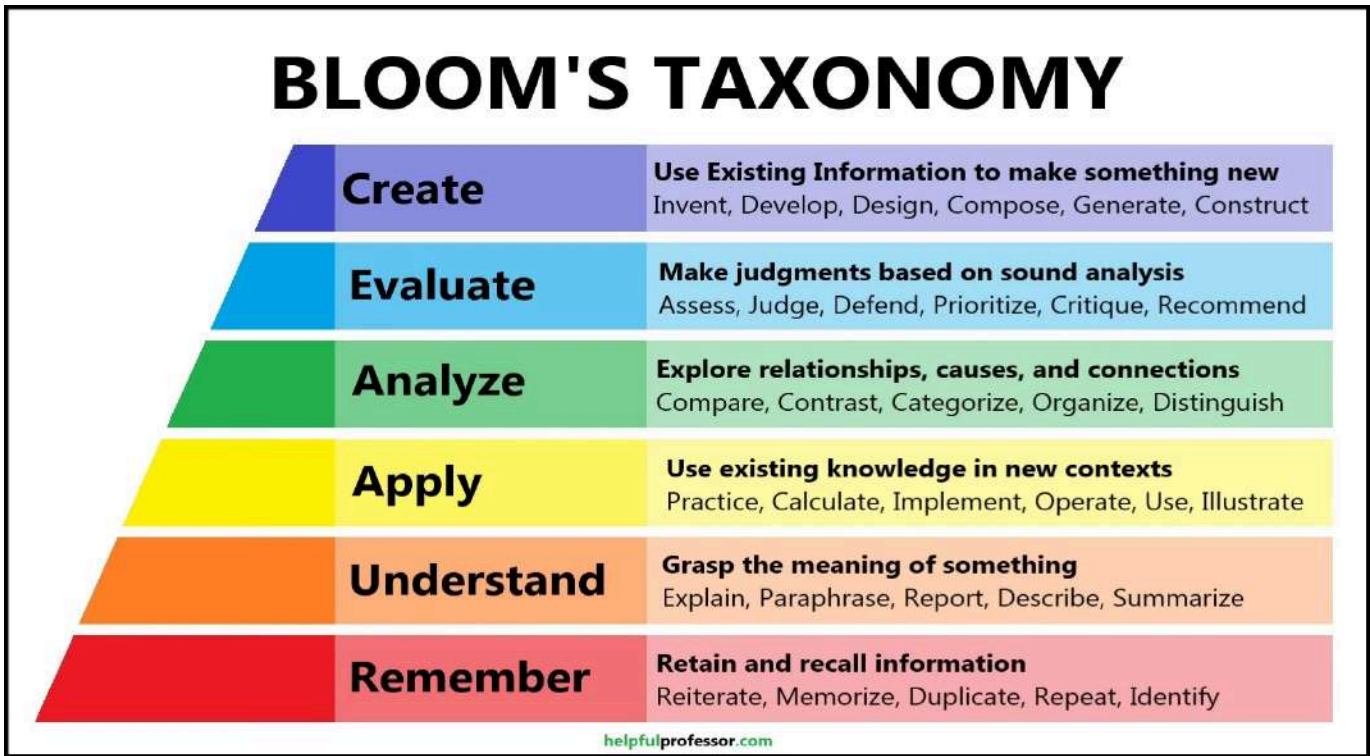 BLOOM'S TAXONOMY
Create
Use Existing Information to make something new
Invent, Develop, Design, Compose, Generate, Construct
Evaluate
Make judgments based on sound analysis
Assess, Judge, Defend, Prioritize, Critique, Recommend
Analyze
Explore relationships, causes, and connections
Compare, Contrast, Categorize, Organize, Distinguish
Apply
Use existing knowledge in new contexts
Practice, Calculate, Implement, Operate, Use, Illustrate
Understand
Grasp the meaning of something
Explain, Paraphrase, Report, Describe, Summarize
Remember
Retain and recall information
Reiterate, Memorize, Duplicate, Repeat, Identify
helpfulprofessor.com